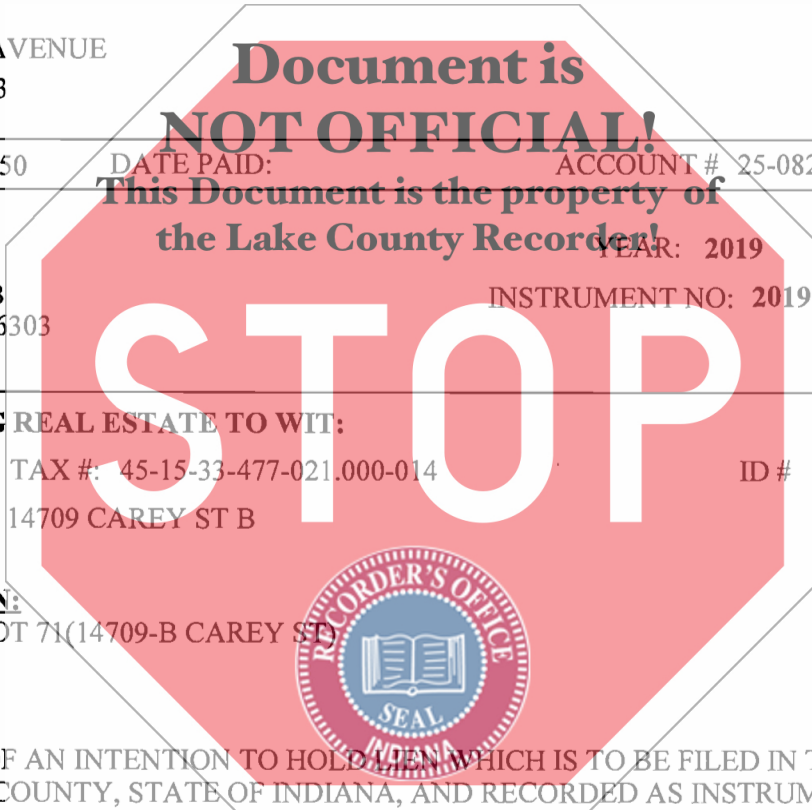 AVENUE
Document is
3
NOT OFFICIAL!
50 DATE PAID: ACCOUNT # 25-082
This Document is the property of
the Lake County Recorder!
YEAR: 2019
INSTRUMENT NO: 2019
6303
STOP
G REAL ESTATE TO WIT:
TAX #: 45-15-33-477-021.000-014 ID #
14709 CAREY ST B
N:
OT 71(14709-B CAREY ST)
RECORDER'S OFFICE
SEAL
INDIANA
F AN INTENTION TO HOLD LIEN WHICH IS TO BE FILED IN T
COUNTY, STATE OF INDIANA, AND RECORDED AS INSTRUM